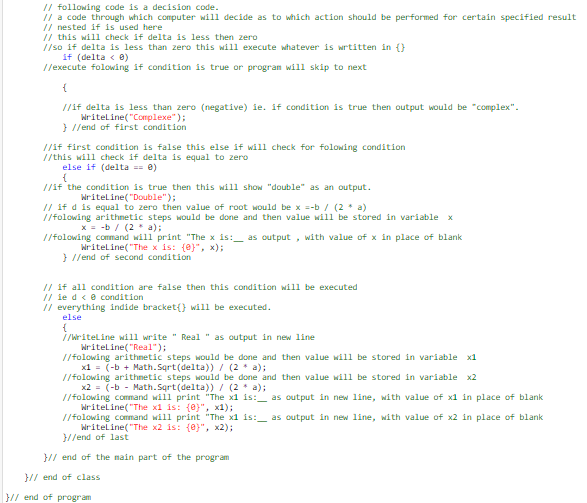 // following code is a decision code.
// a code through which computer will decide as to which action should be performed for certain specified result
// nested if is used here
// this will check if delta is less then zero
//so if delta is less than zero this will execute whatever is wrtitten in {}
if (delta < 0)
//execute folowing if condition is true or program will skip to next
{
//if delta is less than zero (negative) ie. if condition is true then output would be "complex".
WriteLine("Complexe");
} //end of first condition
//if first condition is false this else if will check for folowing condition
//this will check if delta is equal to zero
else if (delta == 0)
{
//if the condition is true then this will show "double" as an output.
WriteLine("Double");
// if d is equal to zero then value of root would be x =-b / (2 * a)
//folowing arithmetic steps would be done and then value will be stored in variable x
x = -b / (2 * a);
//folowing command will print "The x is:__ as output , with value of x in place of blank
WriteLine("The x is: {0}", x);
} //end of second condition
// if all condition are false then this condition will be executed
// ie d < 0 condition
// everything indide bracket{} will be executed.
else
{
//WriteLine will write " Real " as output in new line
WriteLine("Real");
//folowing arithmetic steps would be done and then value will be stored in variable x1
x1 = (-b + Math.Sqrt(delta)) / (2 * a);
//folowing arithmetic steps would be done and then value will be stored in variable x2
x2 = (-b - Math.Sqrt(delta)) / (2 * a);
//folowing command will print "The x1 is:__ as output in new line, with value of x1 in place of blank
WriteLine("The x1 is: {0}", x1);
//folowing command will print "The x1 is:__ as output in new line, with value of x2 in place of blank
WriteLine("The x2 is: {0}", x2);
}//end of last
}// end of the main part of the program
}// end of class
}// end of program